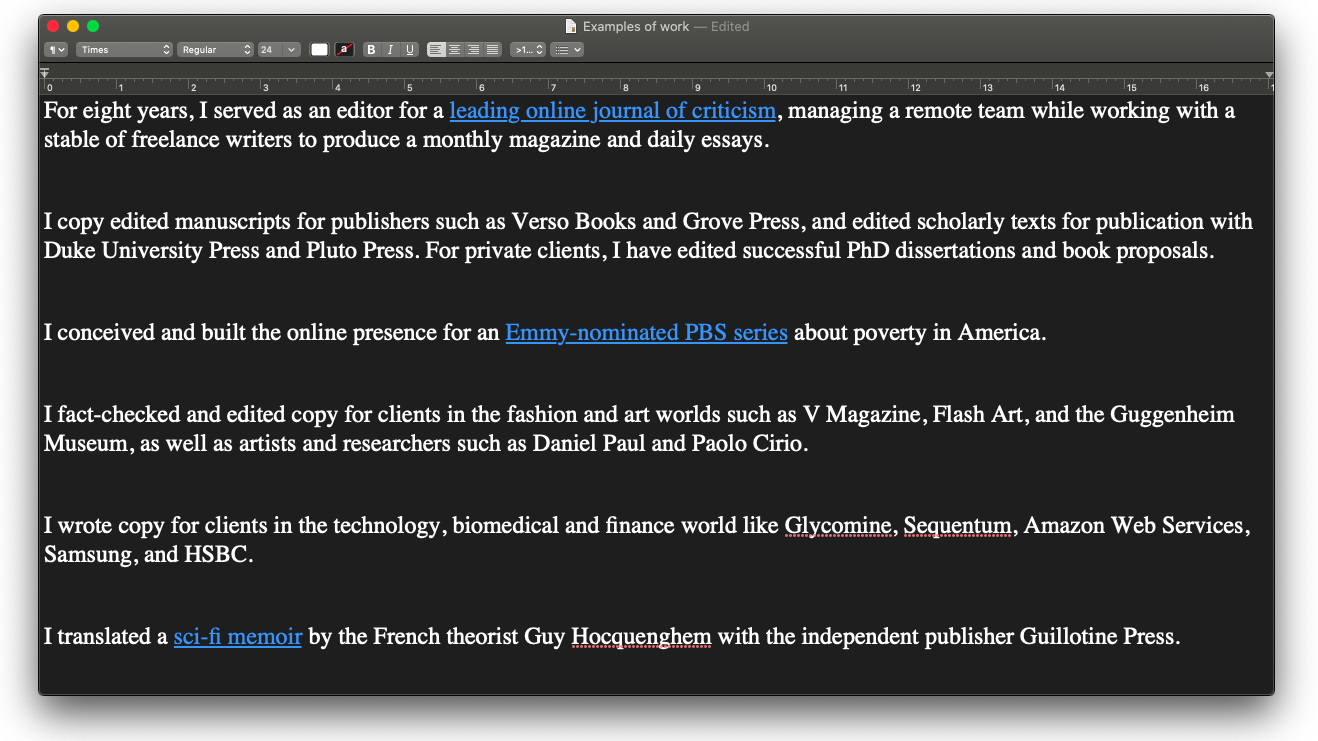 Examples of work — Edited
¶ Times Regular 24 a B I U >1...
0 1 2 3 4 5 6 7 8 9 10 11 12 13 14 15 16 1
For eight years, I served as an editor for a leading online journal of criticism, managing a remote team while working with a
stable of freelance writers to produce a monthly magazine and daily essays.
I copy edited manuscripts for publishers such as Verso Books and Grove Press, and edited scholarly texts for publication with
Duke University Press and Pluto Press. For private clients, I have edited successful PhD dissertations and book proposals.
I conceived and built the online presence for an Emmy-nominated PBS series about poverty in America.
I fact-checked and edited copy for clients in the fashion and art worlds such as V Magazine, Flash Art, and the Guggenheim
Museum, as well as artists and researchers such as Daniel Paul and Paolo Cirio.
I wrote copy for clients in the technology, biomedical and finance world like Glycomine, Sequentum, Amazon Web Services,
Samsung, and HSBC.
I translated a sci-fi memoir by the French theorist Guy Hocquenghem with the independent publisher Guillotine Press.